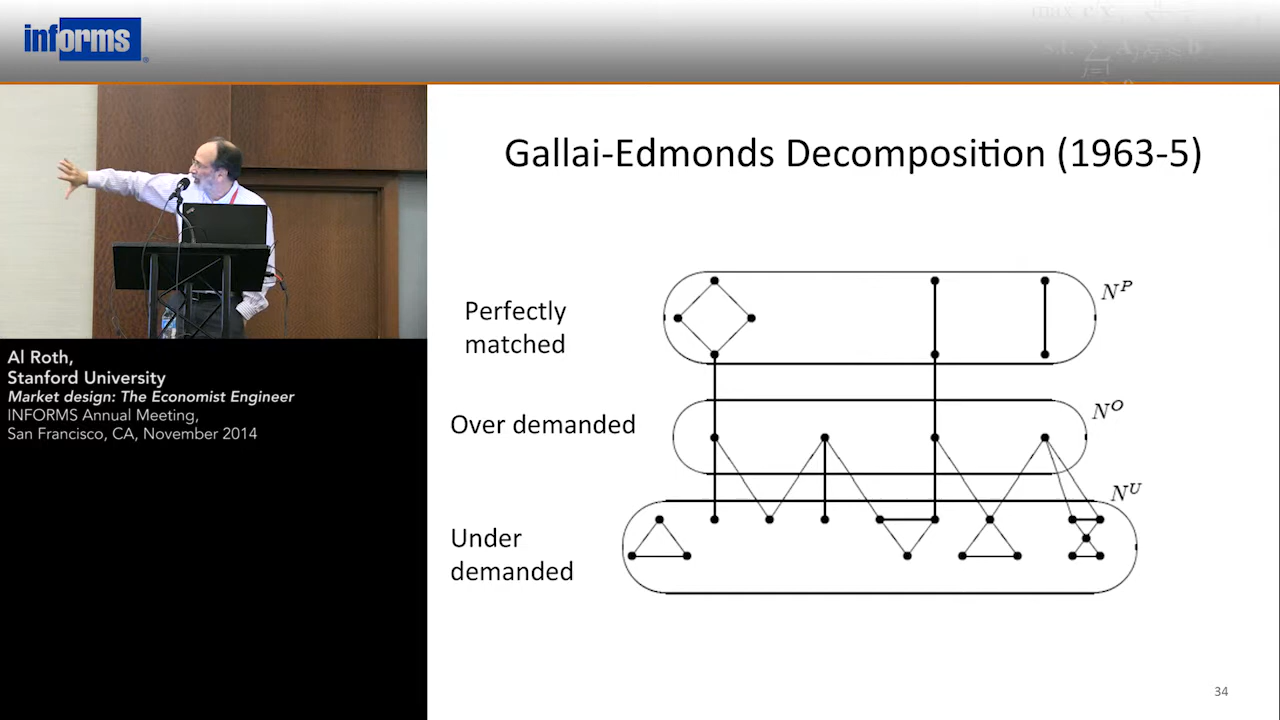 informs
Gallai-Edmonds Decomposition (1963-5)
Perfectly
matched
N^P
Over demanded
N^O
N^U
Under
demanded
Al Roth,
Stanford University
Market design: The Economist Engineer
INFORMS Annual Meeting,
San Francisco, CA, November 2014
34